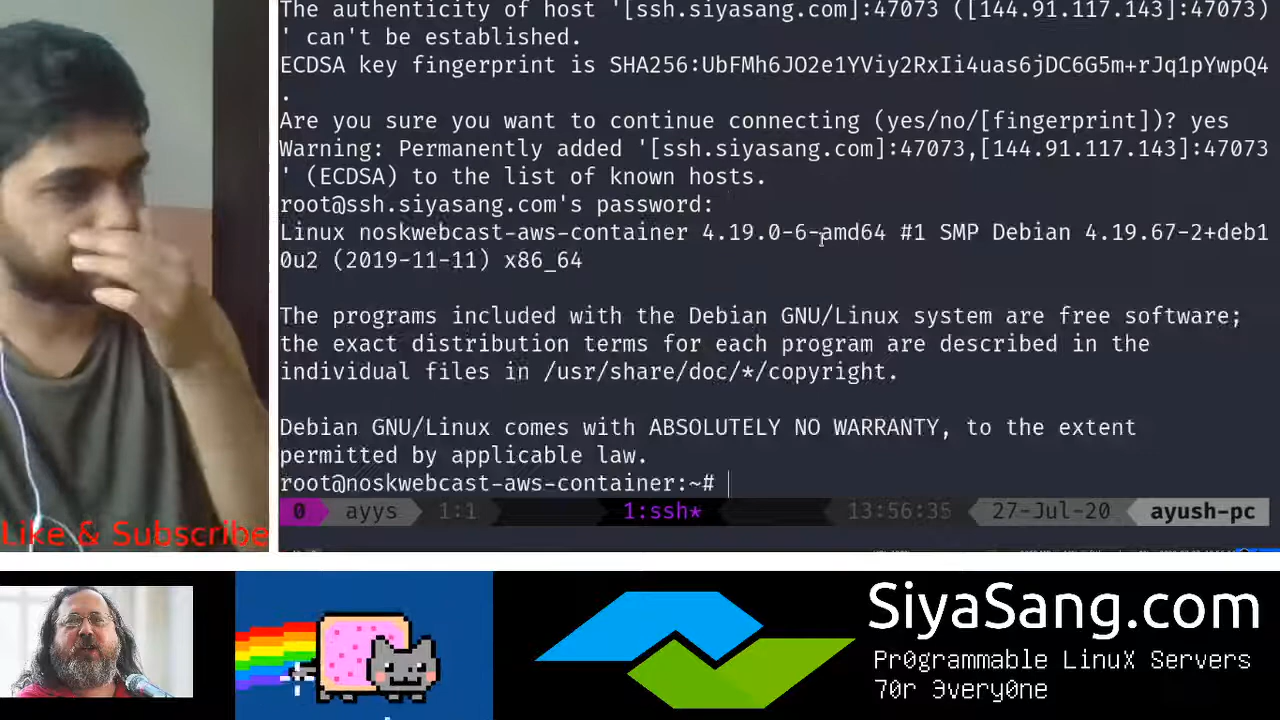 The authenticity of host '[ssh.siyasang.com]:47073 ([144.91.117.143]:47073)
' can't be established.
ECDSA key fingerprint is SHA256:UbFMh6JO2e1YViy2RxIi4uas6jDC6G5m+rJq1pYwpQ4
.
Are you sure you want to continue connecting (yes/no/[fingerprint])? yes
Warning: Permanently added '[ssh.siyasang.com]:47073,[144.91.117.143]:47073
' (ECDSA) to the list of known hosts.
root@ssh.siyasang.com's password:
Linux noskwebcast-aws-container 4.19.0-6-amd64 #1 SMP Debian 4.19.67-2+deb1
0u2 (2019-11-11) x86_64
The programs included with the Debian GNU/Linux system are free software;
the exact distribution terms for each program are described in the
individual files in /usr/share/doc/*/copyright.
Debian GNU/Linux comes with ABSOLUTELY NO WARRANTY, to the extent
permitted by applicable law.
root@noskwebcast-aws-container:~#
0 ayys 1:1 1:ssh* 13:56:35 27-Jul-20 ayush-pc
Like & Subscribe
SiyaSang.com
Pr0grammable LinuX Servers
70r 3very0ne